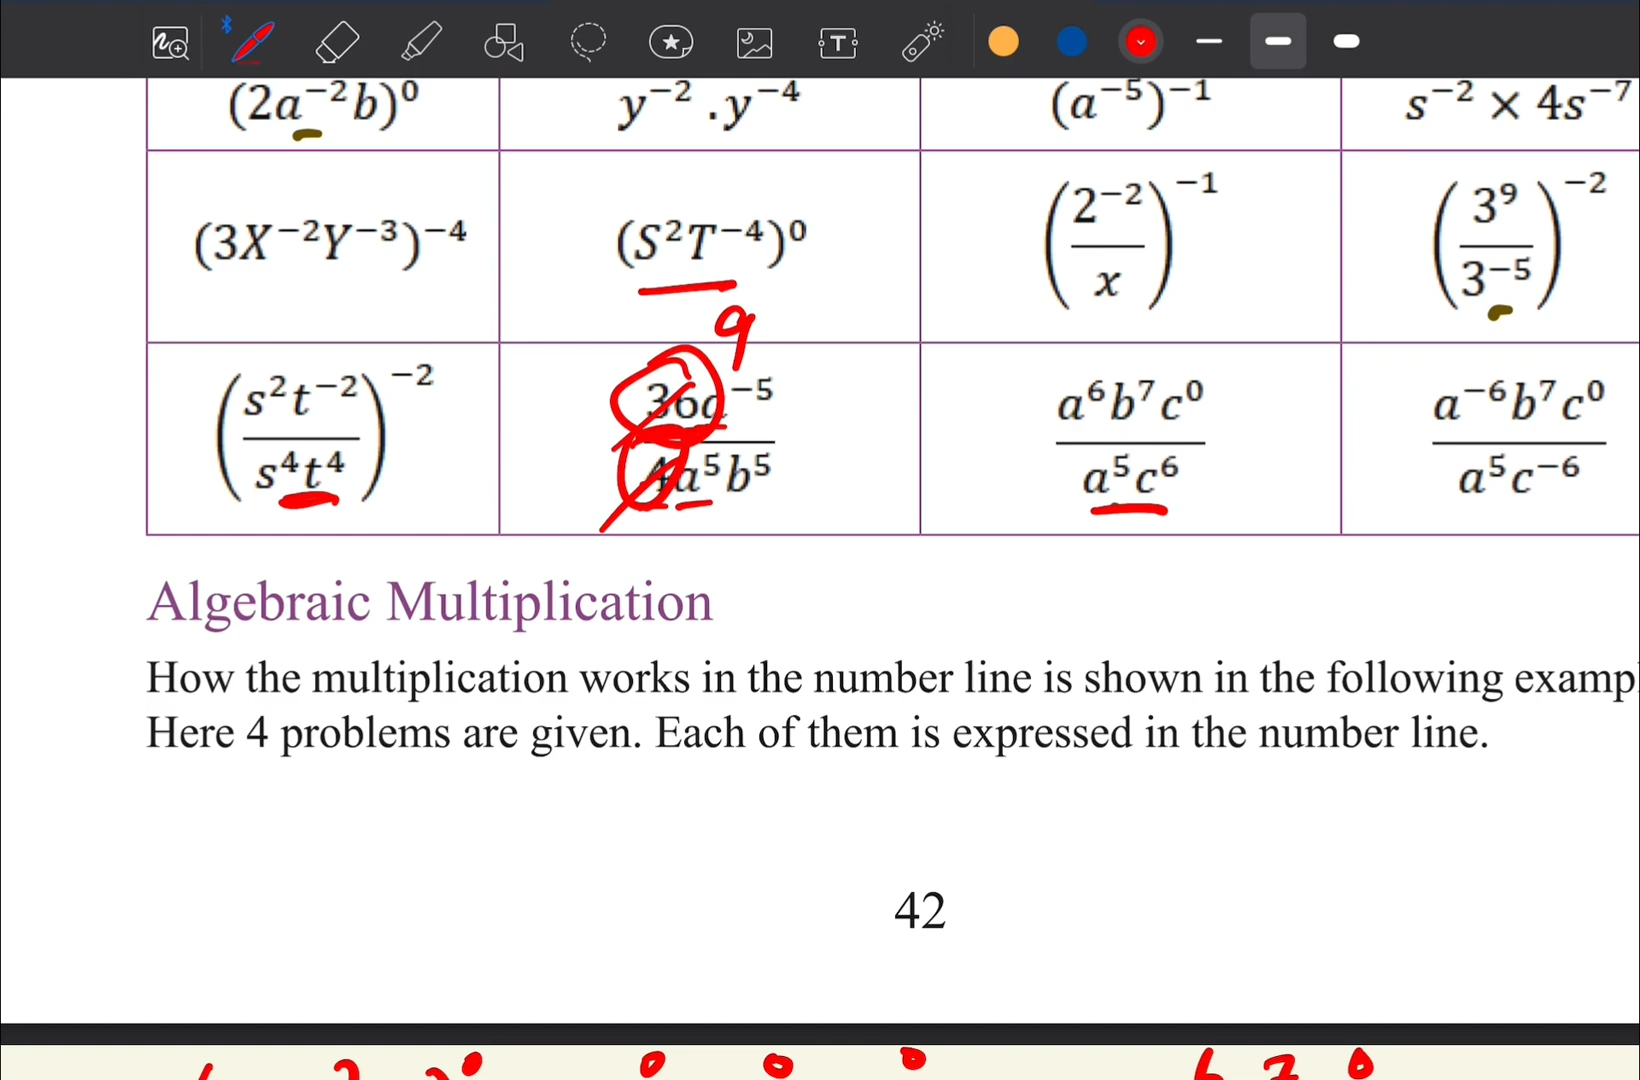 (2a⁻²b)⁰ y⁻² .y⁻⁴ (a⁻⁵)⁻¹ s⁻² × 4s⁻⁷
(3X⁻²Y⁻³)⁻⁴ (S²T⁻⁴)⁰ (2⁻²/x)⁻¹ (3⁹/3⁻⁵)⁻²
9
(s²t⁻²/s⁴t⁴)⁻² 36a⁻⁵/4a⁵b⁵ a⁶b⁷c⁰/a⁵c⁶ a⁻⁶b⁷c⁰/a⁵c⁻⁶
Algebraic Multiplication
How the multiplication works in the number line is shown in the following exampl
Here 4 problems are given. Each of them is expressed in the number line.
42